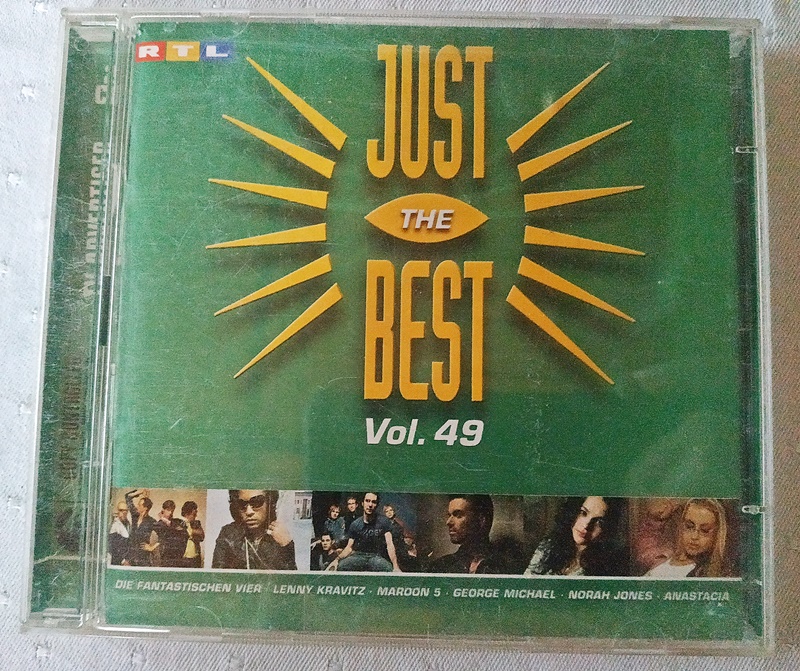 RTL
JUST
THE
BEST
Vol. 49
DIE FANTASTISCHEN VIER · LENNY KRAVITZ · MAROON 5 · GEORGE MICHAEL · NORAH JONES · ANASTACIA